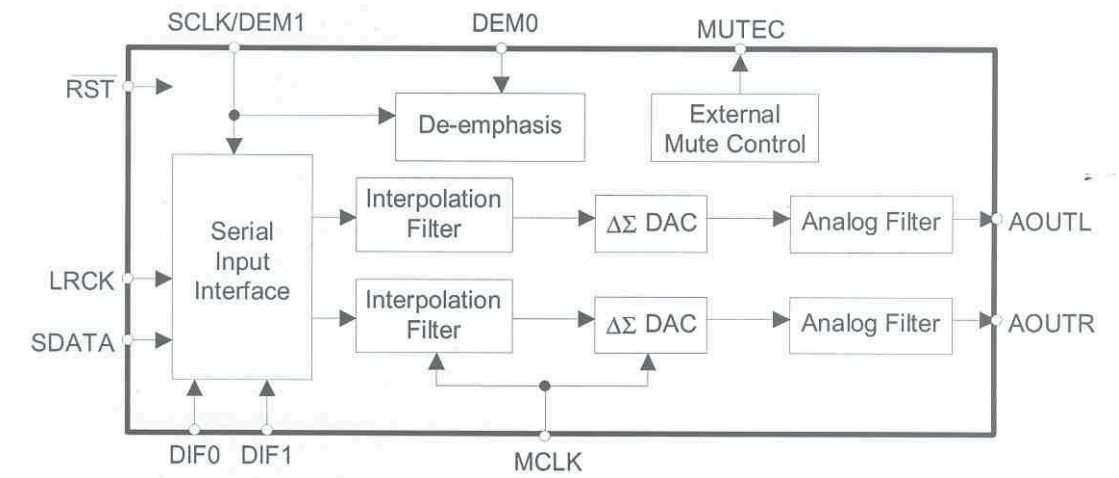 SCLK/DEM1
DEM0
MUTEC
RST
De-emphasis
External
Mute Control
Interpolation
Filter
ΔΣ DAC
Analog Filter
AOUTL
Serial
Input
Interface
LRCK
SDATA
Interpolation
Filter
ΔΣ DAC
Analog Filter
AOUTR
DIF0
DIF1
MCLK